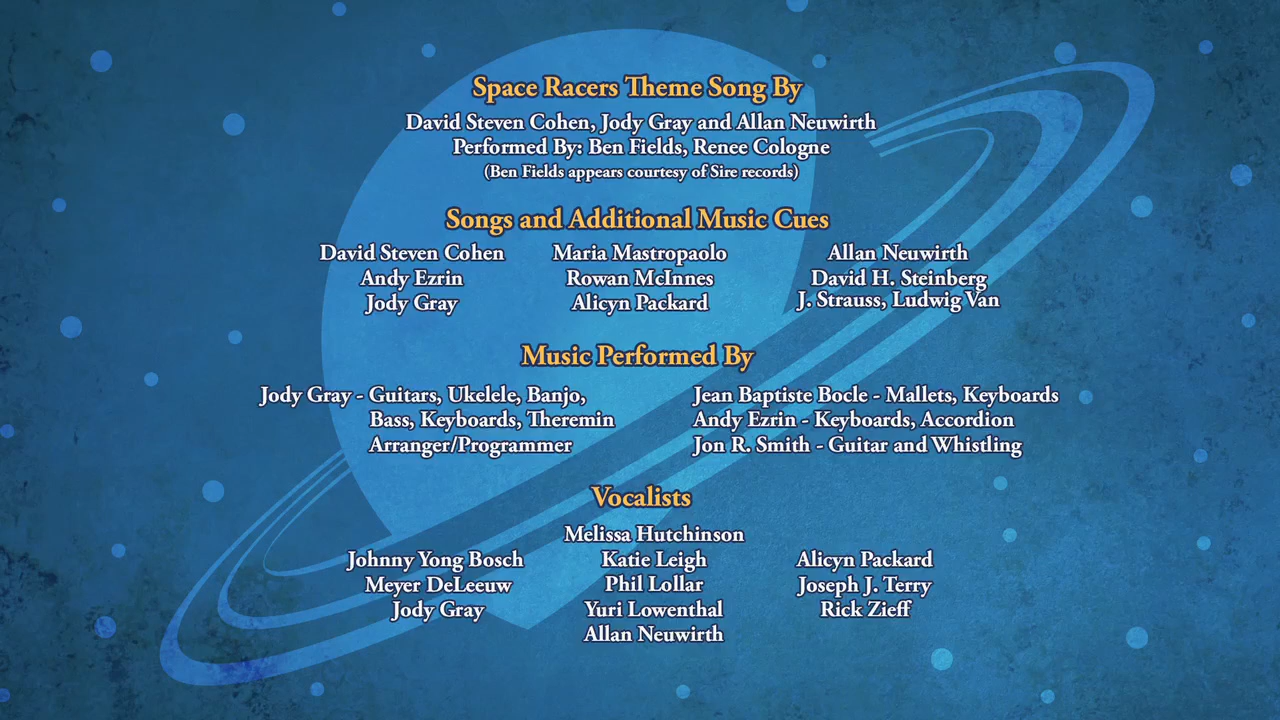 Space Racers Theme Song By
David Steven Cohen, Jody Gray and Allan Neuwirth
Performed By: Ben Fields, Renee Cologne
(Ben Fields appears courtesy of Sire records)
Songs and Additional Music Cues
David Steven Cohen
Andy Ezrin
Jody Gray
Maria Mastropaolo
Rowan McInnes
Alicyn Packard
Allan Neuwirth
David H. Steinberg
J. Strauss, Ludwig Van
Music Performed By
Jody Gray - Guitars, Ukelele, Banjo,
Bass, Keyboards, Theremin
Arranger/Programmer
Jean Baptiste Bocle - Mallets, Keyboards
Andy Ezrin - Keyboards, Accordion
Jon R. Smith - Guitar and Whistling
Vocalists
Johnny Yong Bosch
Meyer DeLeeuw
Jody Gray
Melissa Hutchinson
Katie Leigh
Phil Lollar
Yuri Lowenthal
Allan Neuwirth
Alicyn Packard
Joseph J. Terry
Rick Zieff